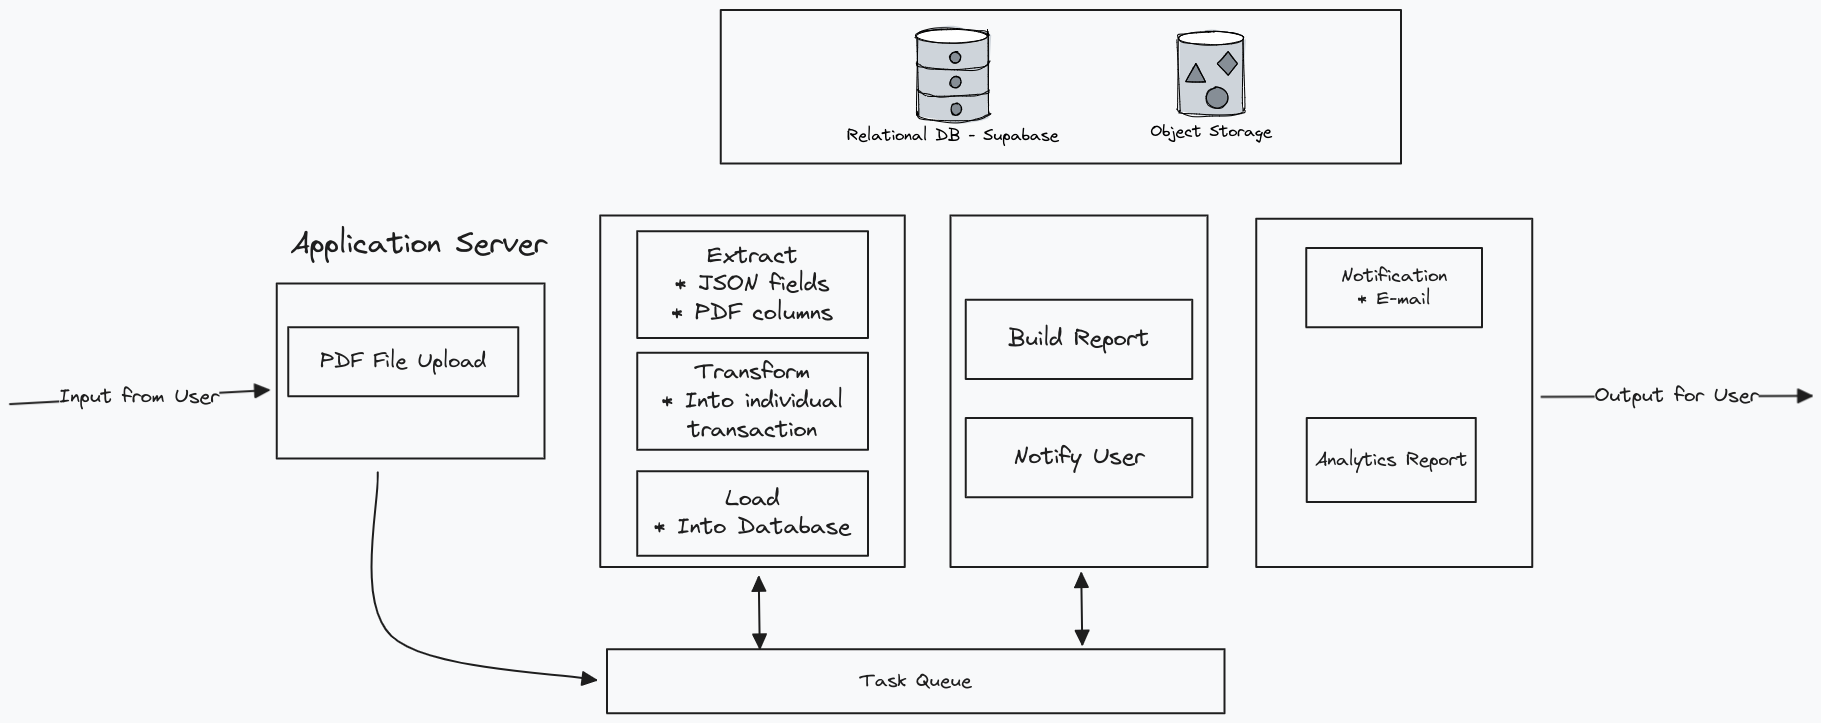 Relational DB - Supabase
Object Storage
Application Server
PDF File Upload
Input from User
Extract
* JSON fields
* PDF columns
Transform
* Into individual
transaction
Load
* Into Database
Build Report
Notify User
Notification
* E-mail
Analytics Report
Output for User
Task Queue